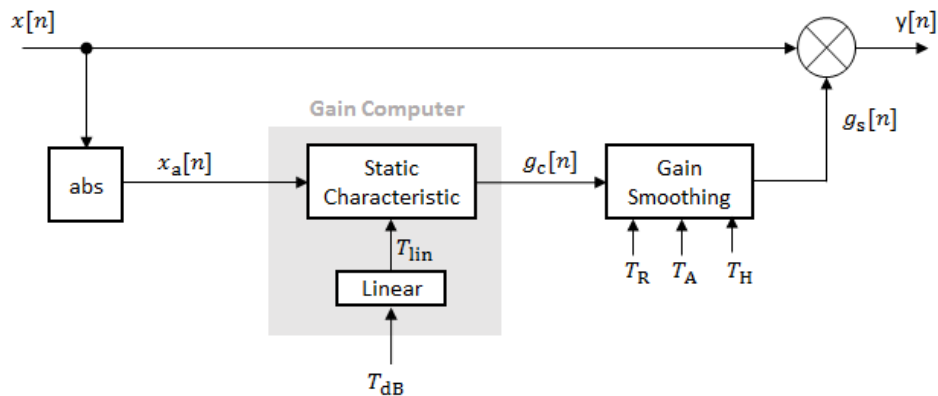 x[n]
y[n]
Gain Computer
g_s[n]
abs
x_a[n]
Static
Characteristic
g_c[n]
Gain
Smoothing
T_lin
Linear
T_R
T_A
T_H
T_dB